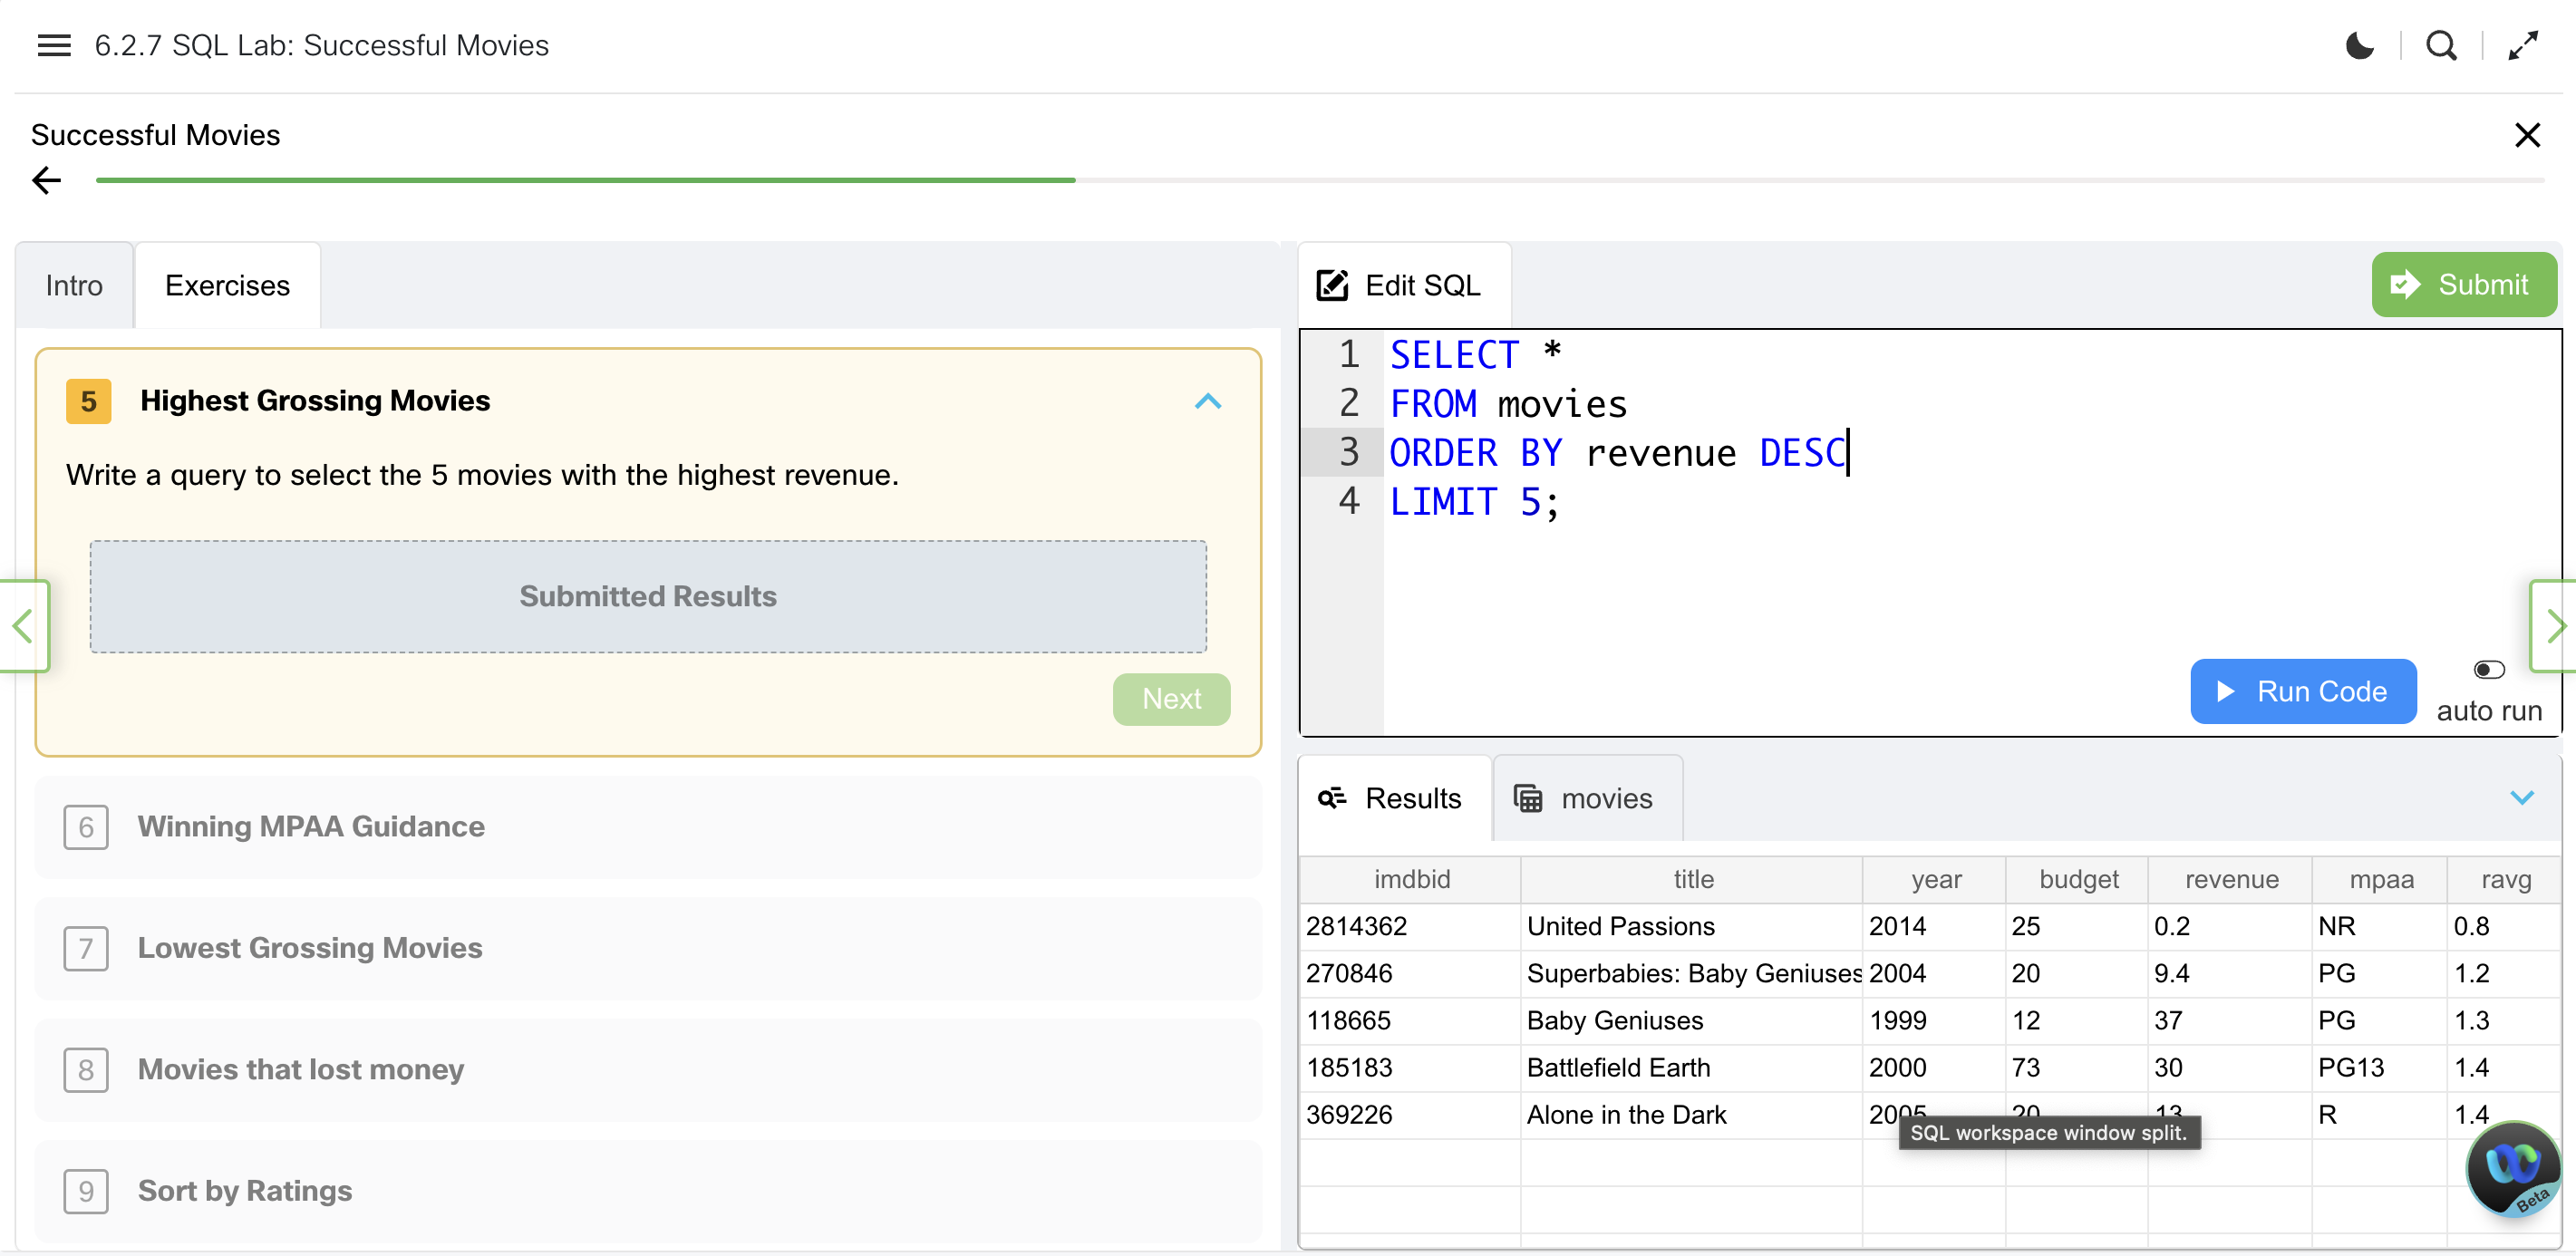 6.2.7 SQL Lab: Successful Movies
Successful Movies
Intro
Exercises
5 Highest Grossing Movies
Write a query to select the 5 movies with the highest revenue.
Submitted Results
Next
6 Winning MPAA Guidance
7 Lowest Grossing Movies
8 Movies that lost money
9 Sort by Ratings
Edit SQL
Submit
1 SELECT *
2 FROM movies
3 ORDER BY revenue DESC
4 LIMIT 5;
Run Code
auto run
Results
movies
imdbid title year budget revenue mpaa ravg
2814362 United Passions 2014 25 0.2 NR 0.8
270846 Superbabies: Baby Geniuses 2004 20 9.4 PG 1.2
118665 Baby Geniuses 1999 12 37 PG 1.3
185183 Battlefield Earth 2000 73 30 PG13 1.4
369226 Alone in the Dark 2005 20 13 R 1.4
SQL workspace window split.
Beta